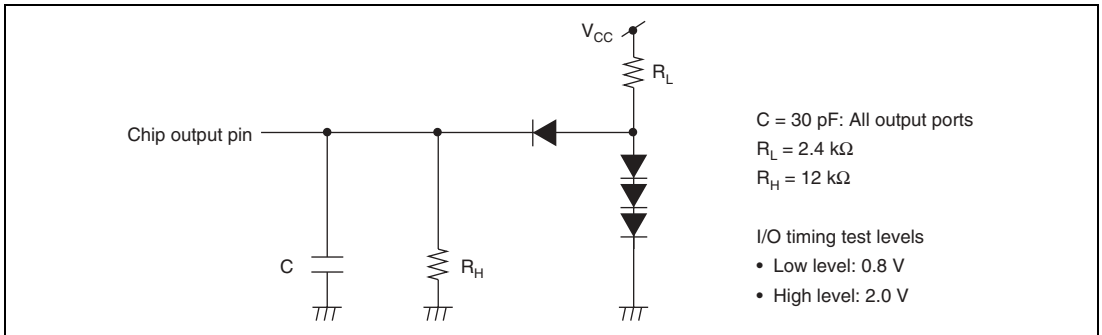 V_CC
R_L
Chip output pin
C
R_H
C = 30 pF: All output ports
R_L = 2.4 kΩ
R_H = 12 kΩ
I/O timing test levels
• Low level: 0.8 V
• High level: 2.0 V